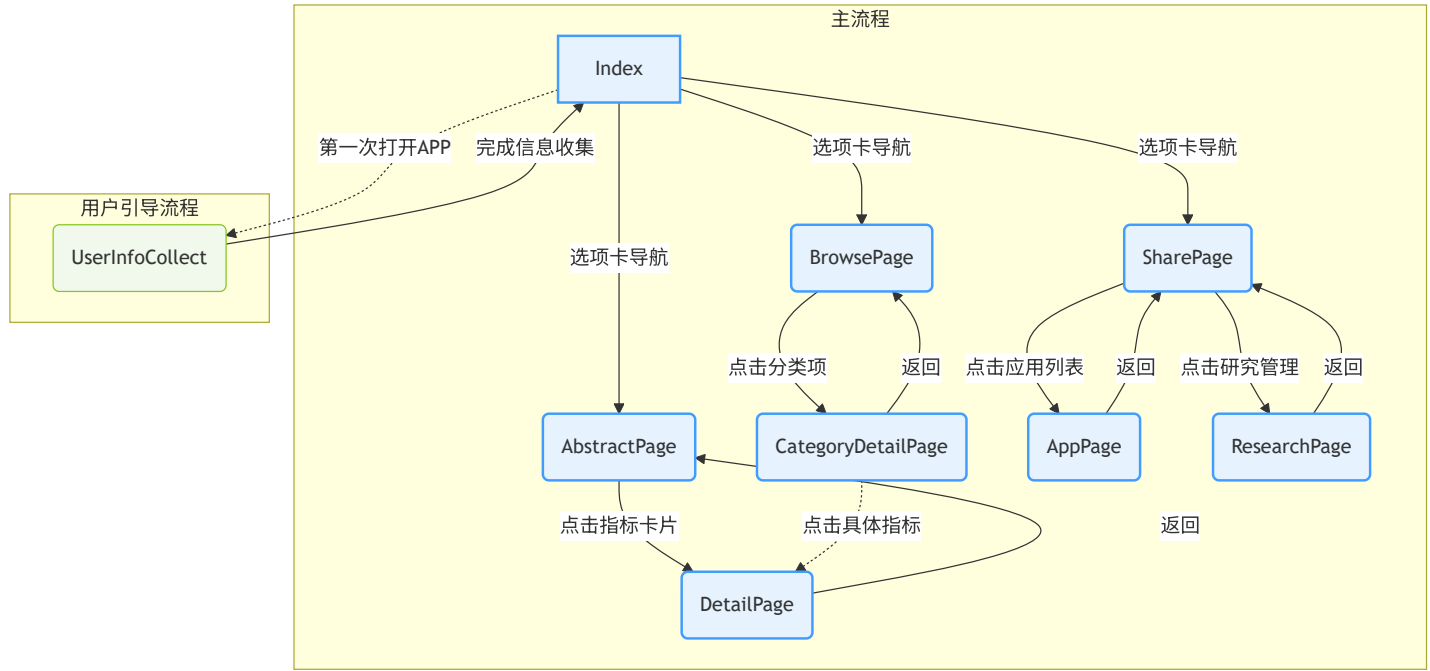 主流程
Index
第一次打开APP
完成信息收集
选项卡导航
选项卡导航
用户引导流程
UserInfoCollect
选项卡导航
BrowsePage
SharePage
点击分类项
返回
点击应用列表
返回
点击研究管理
返回
AbstractPage
CategoryDetailPage
AppPage
ResearchPage
点击指标卡片
点击具体指标
返回
DetailPage